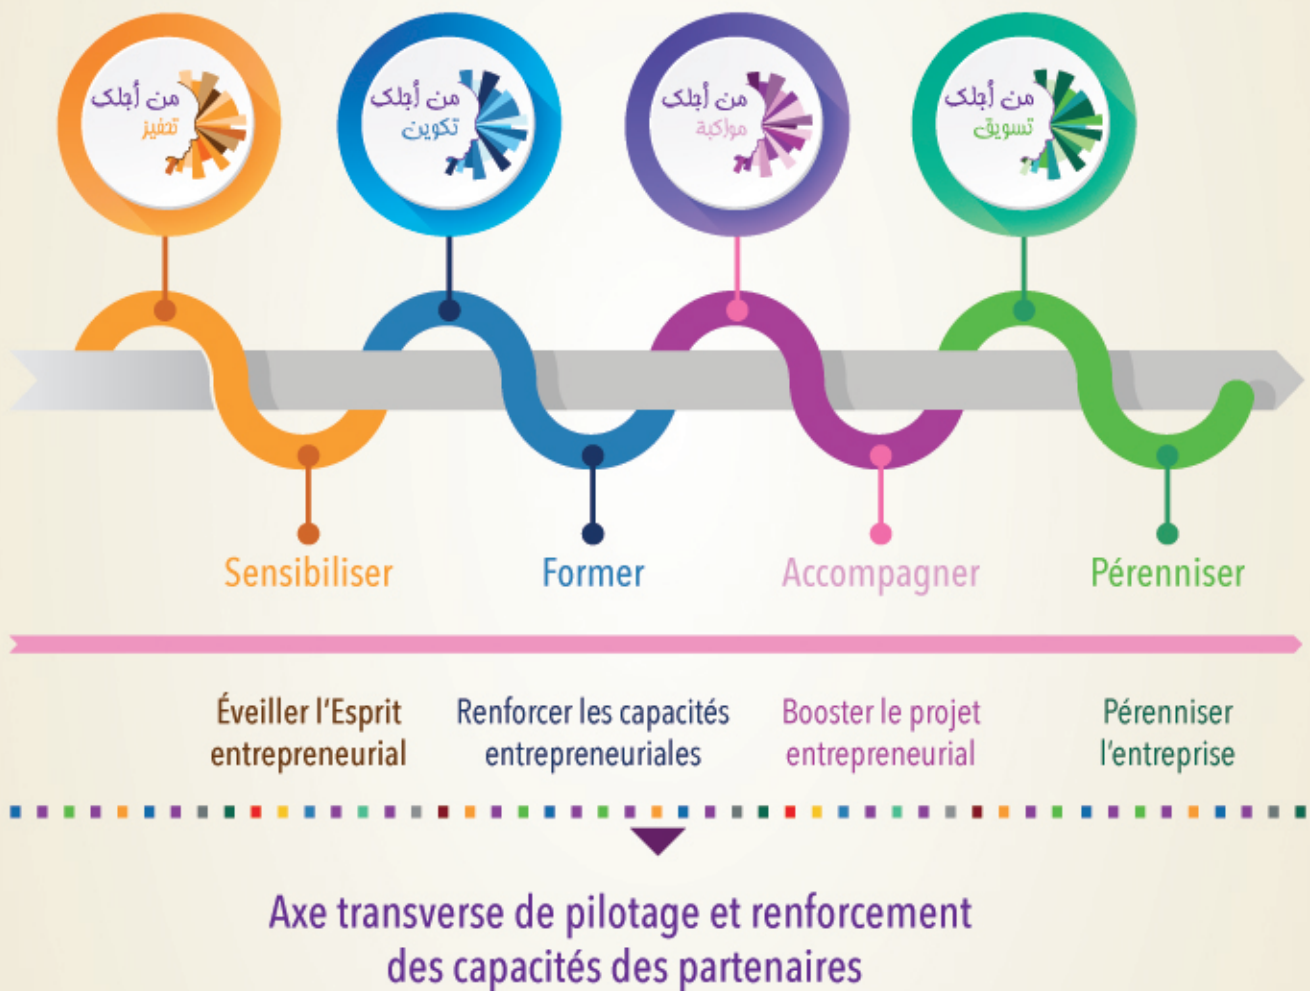 من أجلك
تحفيز
من أجلك
تكوين
من أجلك
مواكبة
من أجلك
تسويق
Sensibiliser
Former
Accompagner
Pérenniser
Éveiller l'Esprit
entrepreneurial
Renforcer les capacités
entrepreneuriales
Booster le projet
entrepreneurial
Pérenniser
l'entreprise
Axe transverse de pilotage et renforcement
des capacités des partenaires